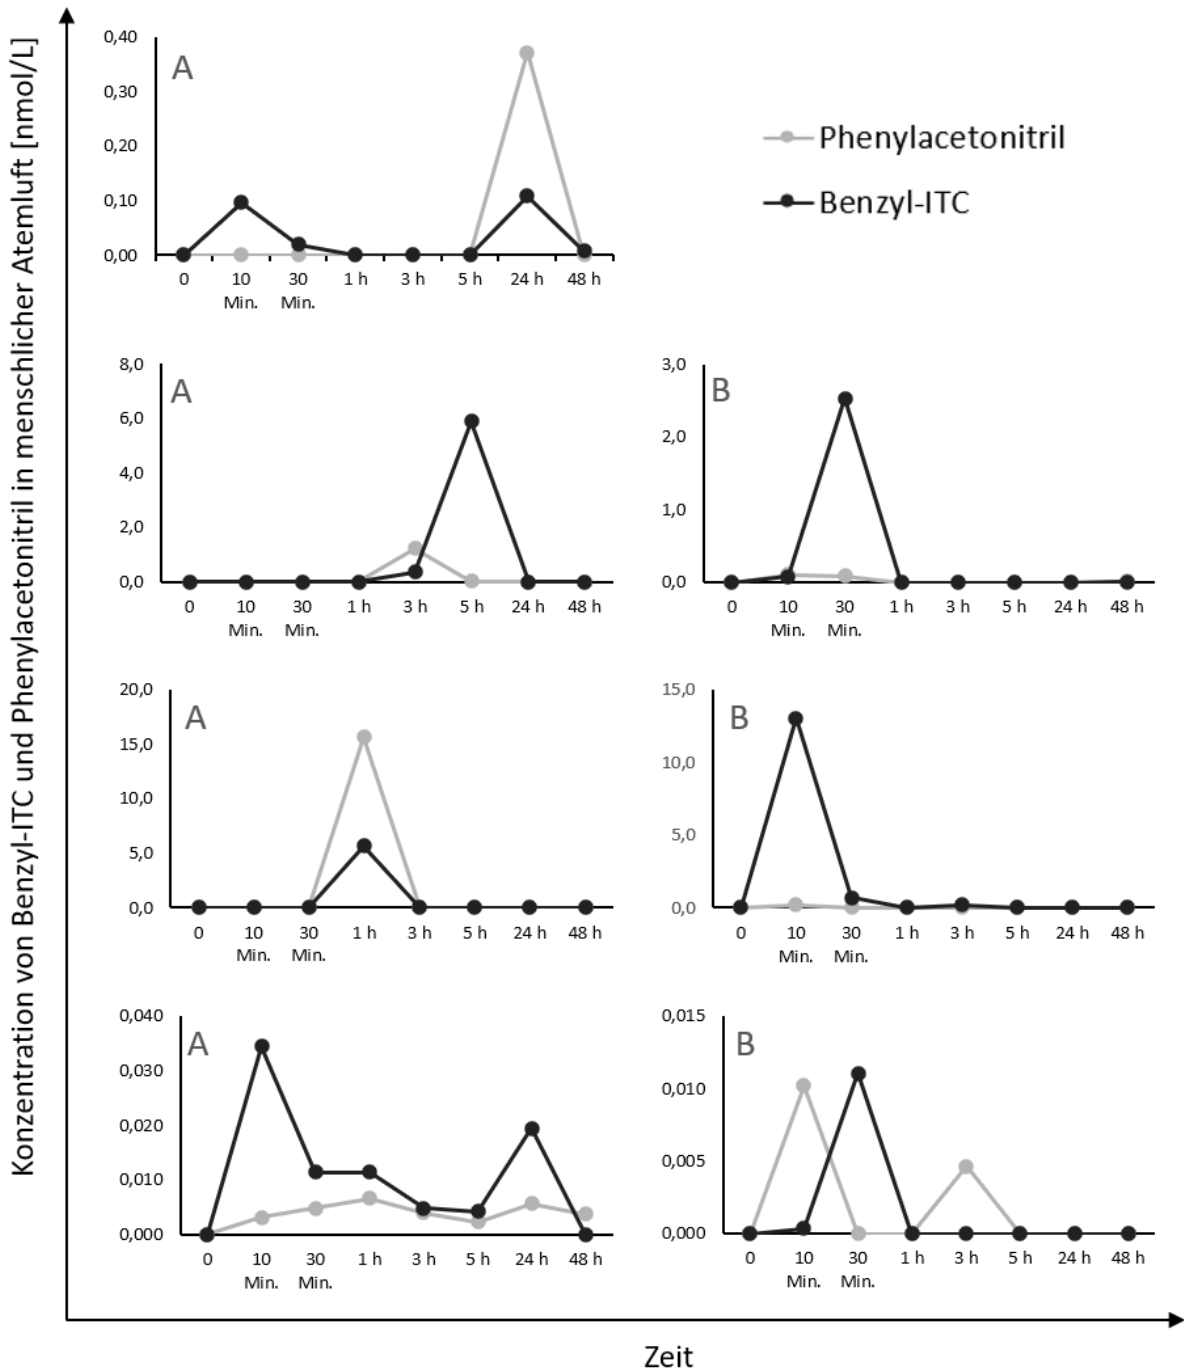 Konzentration von Benzyl-ITC und Phenylacetonitril in menschlicher Atemluft [nmol/L]
A
0,40
0,30
0,20
0,10
0,00
0 10 30 1 h 3 h 5 h 24 h 48 h
Min. Min.
Phenylacetonitril
Benzyl-ITC
A
8,0
6,0
4,0
2,0
0,0
0 10 30 1 h 3 h 5 h 24 h 48 h
Min. Min.
B
3,0
2,0
1,0
0,0
0 10 30 1 h 3 h 5 h 24 h 48 h
Min. Min.
A
20,0
15,0
10,0
5,0
0,0
0 10 30 1 h 3 h 5 h 24 h 48 h
Min. Min.
B
15,0
10,0
5,0
0,0
0 10 30 1 h 3 h 5 h 24 h 48 h
Min. Min.
A
0,040
0,030
0,020
0,010
0,000
0 10 30 1 h 3 h 5 h 24 h 48 h
Min. Min.
B
0,015
0,010
0,005
0,000
0 10 30 1 h 3 h 5 h 24 h 48 h
Min. Min.
Zeit